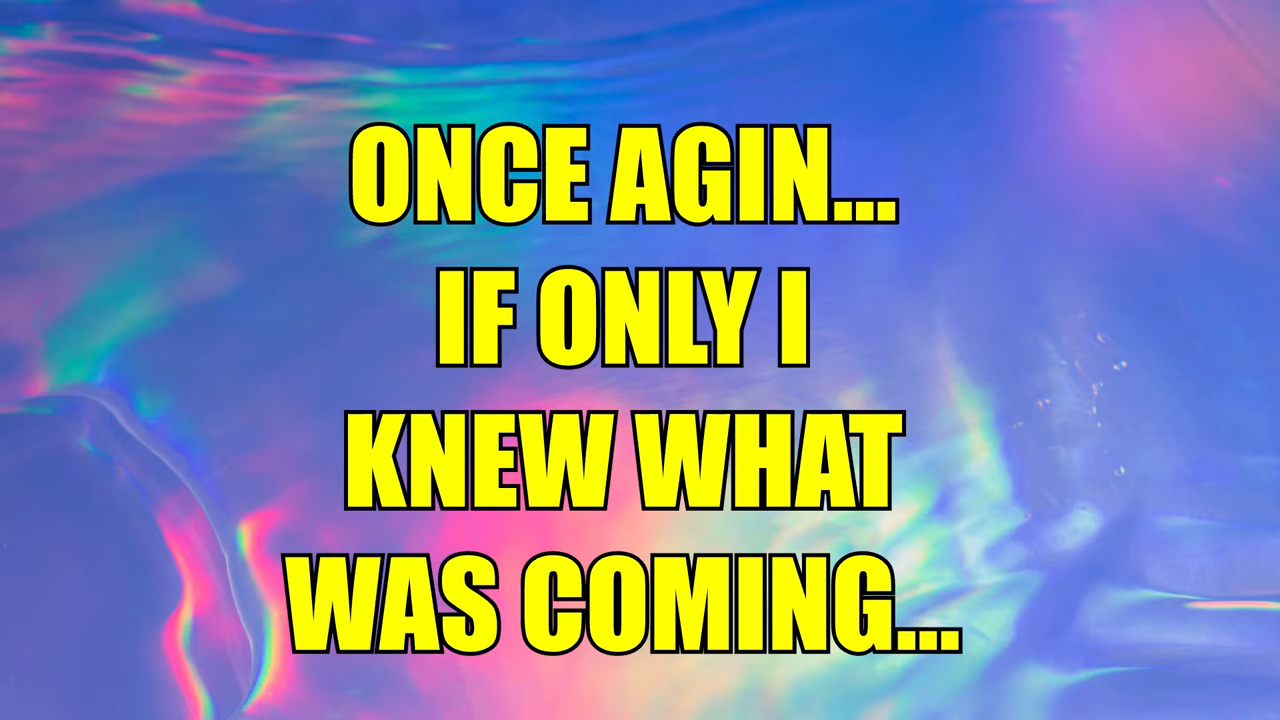 ONCE AGIN...
IF ONLY I
KNEW WHAT
WAS COMING...